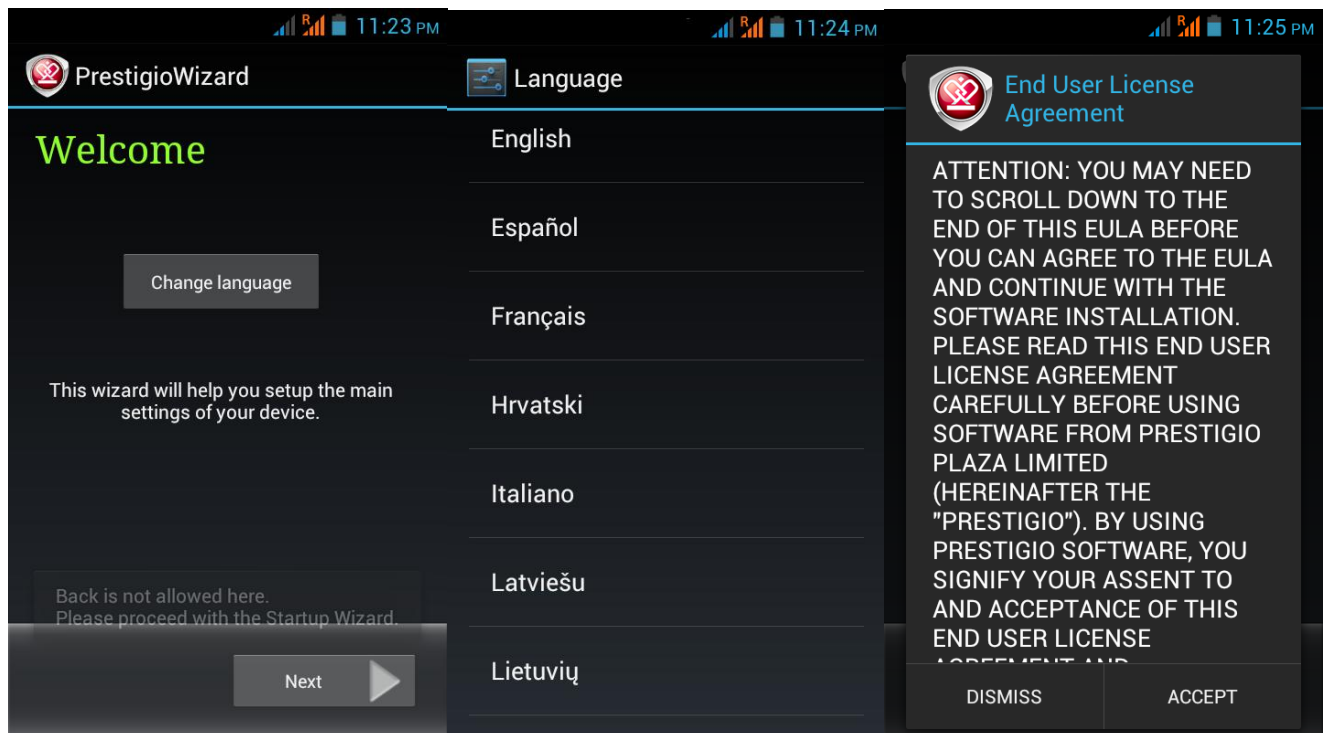 R 11:23 PM
PrestigioWizard
Welcome
Change language
This wizard will help you setup the main
settings of your device.
Back is not allowed here.
Please proceed with the Startup Wizard.
Next
R 11:24 PM
Language
English
Español
Français
Hrvatski
Italiano
Latviešu
Lietuvių
R 11:25 PM
End User License
Agreement
ATTENTION: YOU MAY NEED
TO SCROLL DOWN TO THE
END OF THIS EULA BEFORE
YOU CAN AGREE TO THE EULA
AND CONTINUE WITH THE
SOFTWARE INSTALLATION.
PLEASE READ THIS END USER
LICENSE AGREEMENT
CAREFULLY BEFORE USING
SOFTWARE FROM PRESTIGIO
PLAZA LIMITED
(HEREINAFTER THE
"PRESTIGIO"). BY USING
PRESTIGIO SOFTWARE, YOU
SIGNIFY YOUR ASSENT TO
AND ACCEPTANCE OF THIS
END USER LICENSE
AGREEMENT AND
DISMISS
ACCEPT